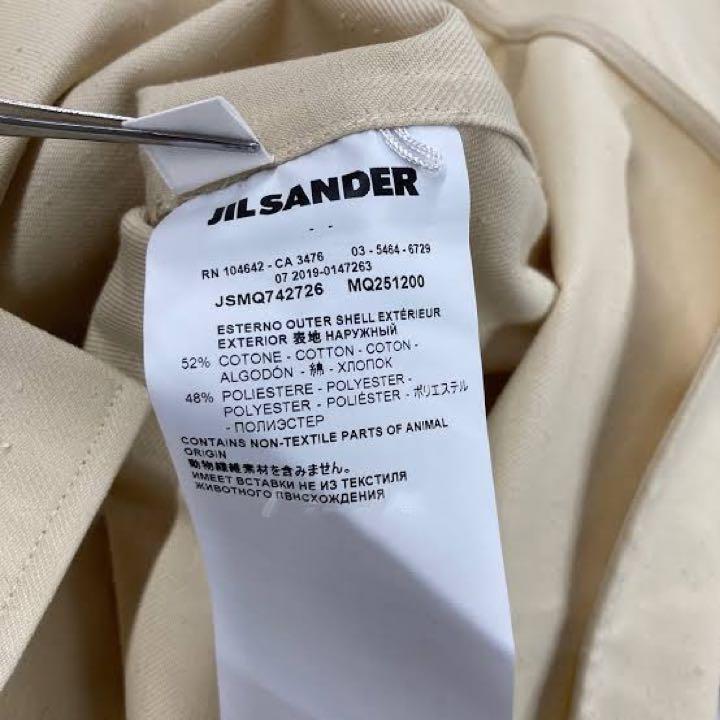 JIL SANDER
- -
RN 104642 - CA 3476 03 - 5464 - 6729
07 2019-0147263
JSMQ742726 MQ251200
ESTERNO OUTER SHELL EXTÉRIEUR
EXTERIOR 表地 НАРУЖНЫЙ
52% COTONE - COTTON - COTON -
ALGODÓN - 綿 - ХЛОПОК
48% POLIESTERE - POLYESTER -
POLYESTER - POLIÉSTER - ポリエステル
- ПОЛИЭСТЕР
CONTAINS NON-TEXTILE PARTS OF ANIMAL
ORIGIN
動物繊維素材を含みません。
ИМЕЕТ ВСТАВКИ НЕ ИЗ ТЕКСТИЛЯ
ЖИВОТНОГО ПВНСХОЖДЕНИЯ